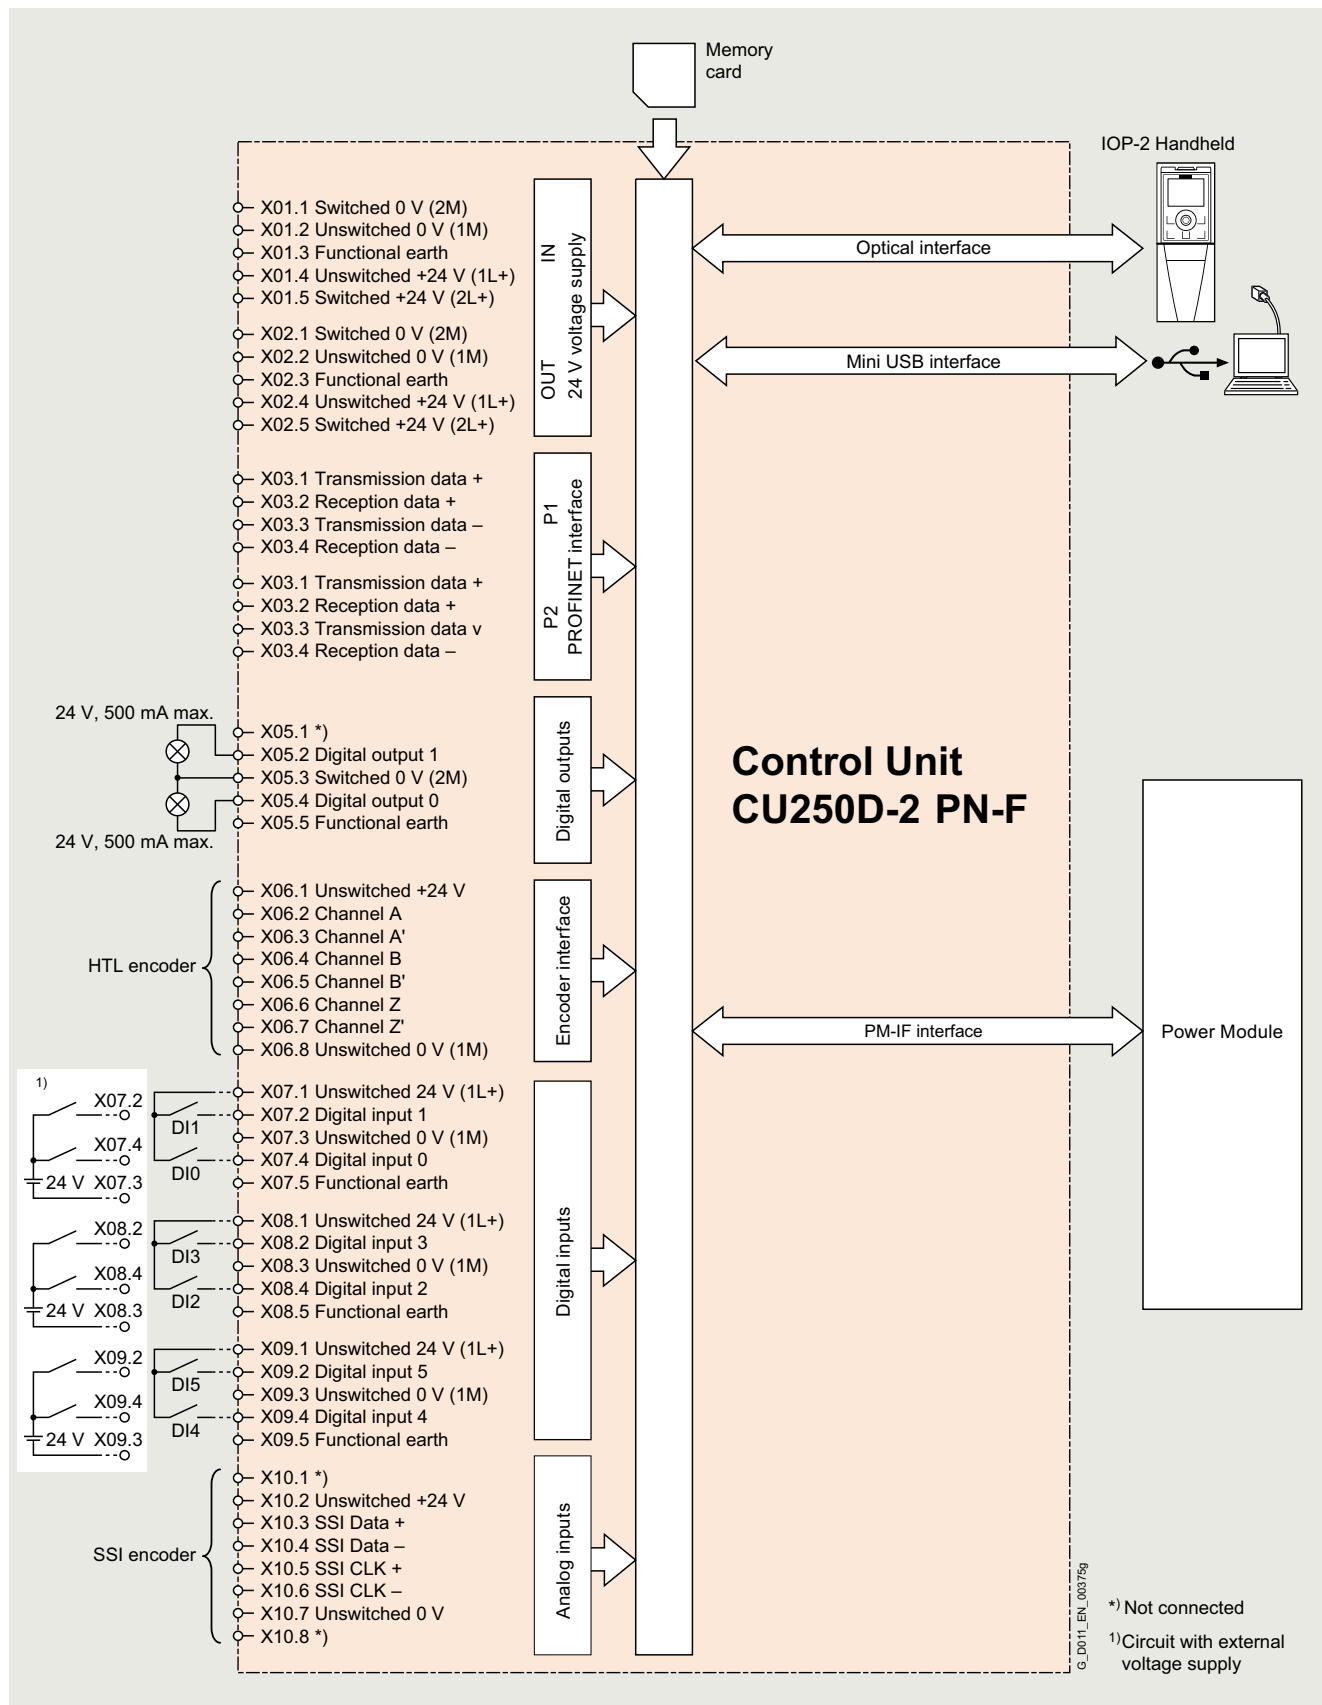 Memory
card
IOP-2 Handheld
X01.1 Switched 0 V (2M)
X01.2 Unswitched 0 V (1M)
X01.3 Functional earth
X01.4 Unswitched +24 V (1L+)
X01.5 Switched +24 V (2L+)
X02.1 Switched 0 V (2M)
X02.2 Unswitched 0 V (1M)
X02.3 Functional earth
X02.4 Unswitched +24 V (1L+)
X02.5 Switched +24 V (2L+)
OUT IN
24 V voltage supply
Optical interface
Mini USB interface
X03.1 Transmission data +
X03.2 Reception data +
X03.3 Transmission data –
X03.4 Reception data –
X03.1 Transmission data +
X03.2 Reception data +
X03.3 Transmission data v
X03.4 Reception data –
P2 P1
PROFINET interface
24 V, 500 mA max.
24 V, 500 mA max.
X05.1 *)
X05.2 Digital output 1
X05.3 Switched 0 V (2M)
X05.4 Digital output 0
X05.5 Functional earth
Digital outputs
Control Unit
CU250D-2 PN-F
HTL encoder
X06.1 Unswitched +24 V
X06.2 Channel A
X06.3 Channel A'
X06.4 Channel B
X06.5 Channel B'
X06.6 Channel Z
X06.7 Channel Z'
X06.8 Unswitched 0 V (1M)
Encoder interface
PM-IF interface
Power Module
1)
X07.2
X07.4
24 V X07.3
DI1
DI0
X07.1 Unswitched 24 V (1L+)
X07.2 Digital input 1
X07.3 Unswitched 0 V (1M)
X07.4 Digital input 0
X07.5 Functional earth
X08.2
X08.4
24 V X08.3
DI3
DI2
X08.1 Unswitched 24 V (1L+)
X08.2 Digital input 3
X08.3 Unswitched 0 V (1M)
X08.4 Digital input 2
X08.5 Functional earth
X09.2
X09.4
24 V X09.3
DI5
DI4
X09.1 Unswitched 24 V (1L+)
X09.2 Digital input 5
X09.3 Unswitched 0 V (1M)
X09.4 Digital input 4
X09.5 Functional earth
Digital inputs
SSI encoder
X10.1 *)
X10.2 Unswitched +24 V
X10.3 SSI Data +
X10.4 SSI Data –
X10.5 SSI CLK +
X10.6 SSI CLK –
X10.7 Unswitched 0 V
X10.8 *)
Analog inputs
G_D011_EN_00375g
*) Not connected
1) Circuit with external
voltage supply